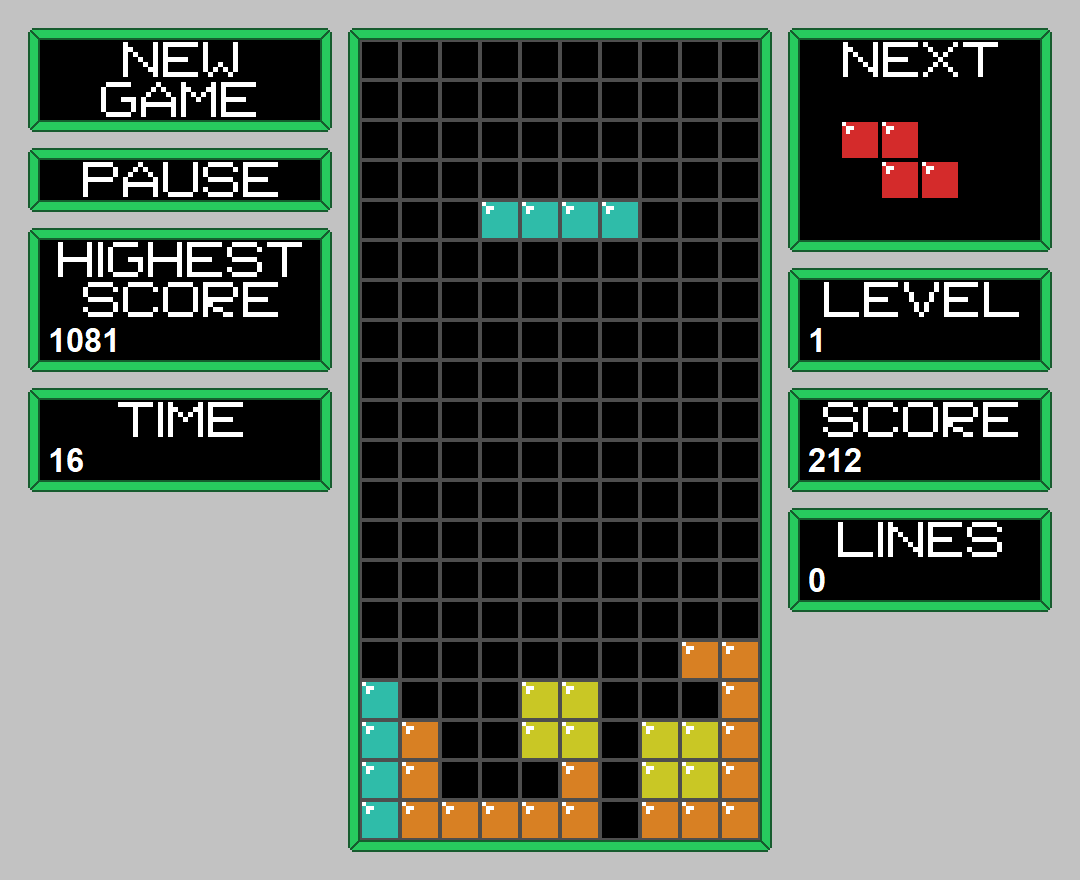 NEW
GAME
PAUSE
HIGHEST
SCORE
1081
TIME
16
NEXT
LEVEL
1
SCORE
212
LINES
0